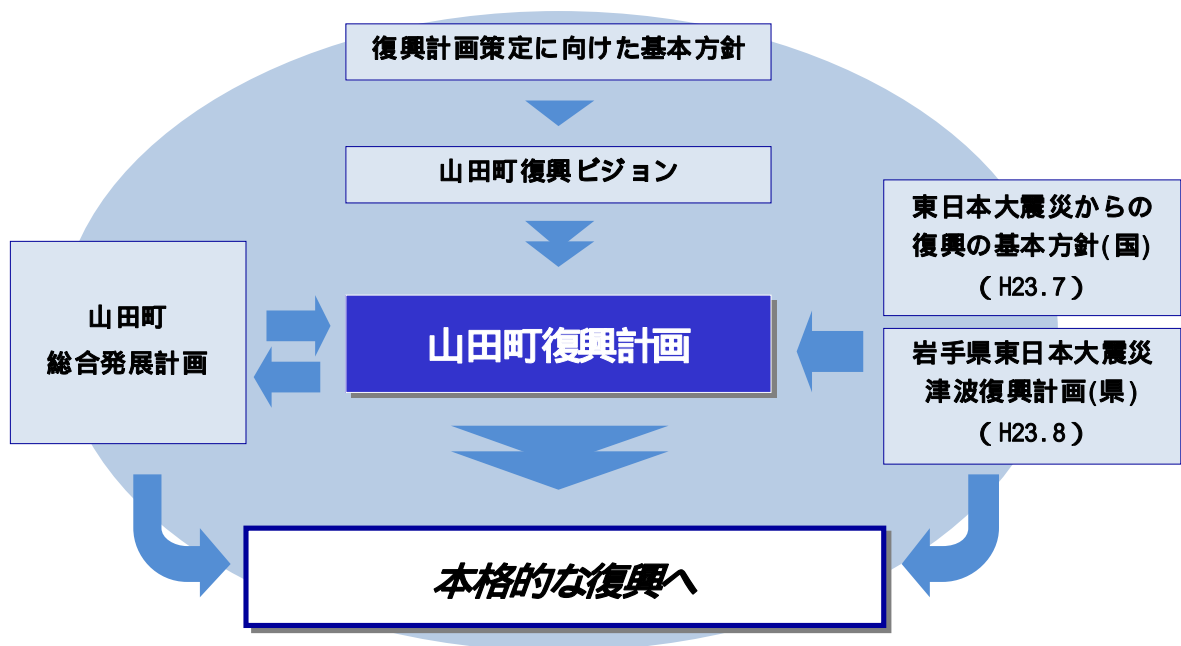 復興計画策定に向けた基本方針
山田町復興ビジョン
東日本大震災からの
復興の基本方針(国)
（H23.7）
山田町
総合発展計画
山田町復興計画
岩手県東日本大震災
津波復興計画(県)
（H23.8）
本格的な復興へ